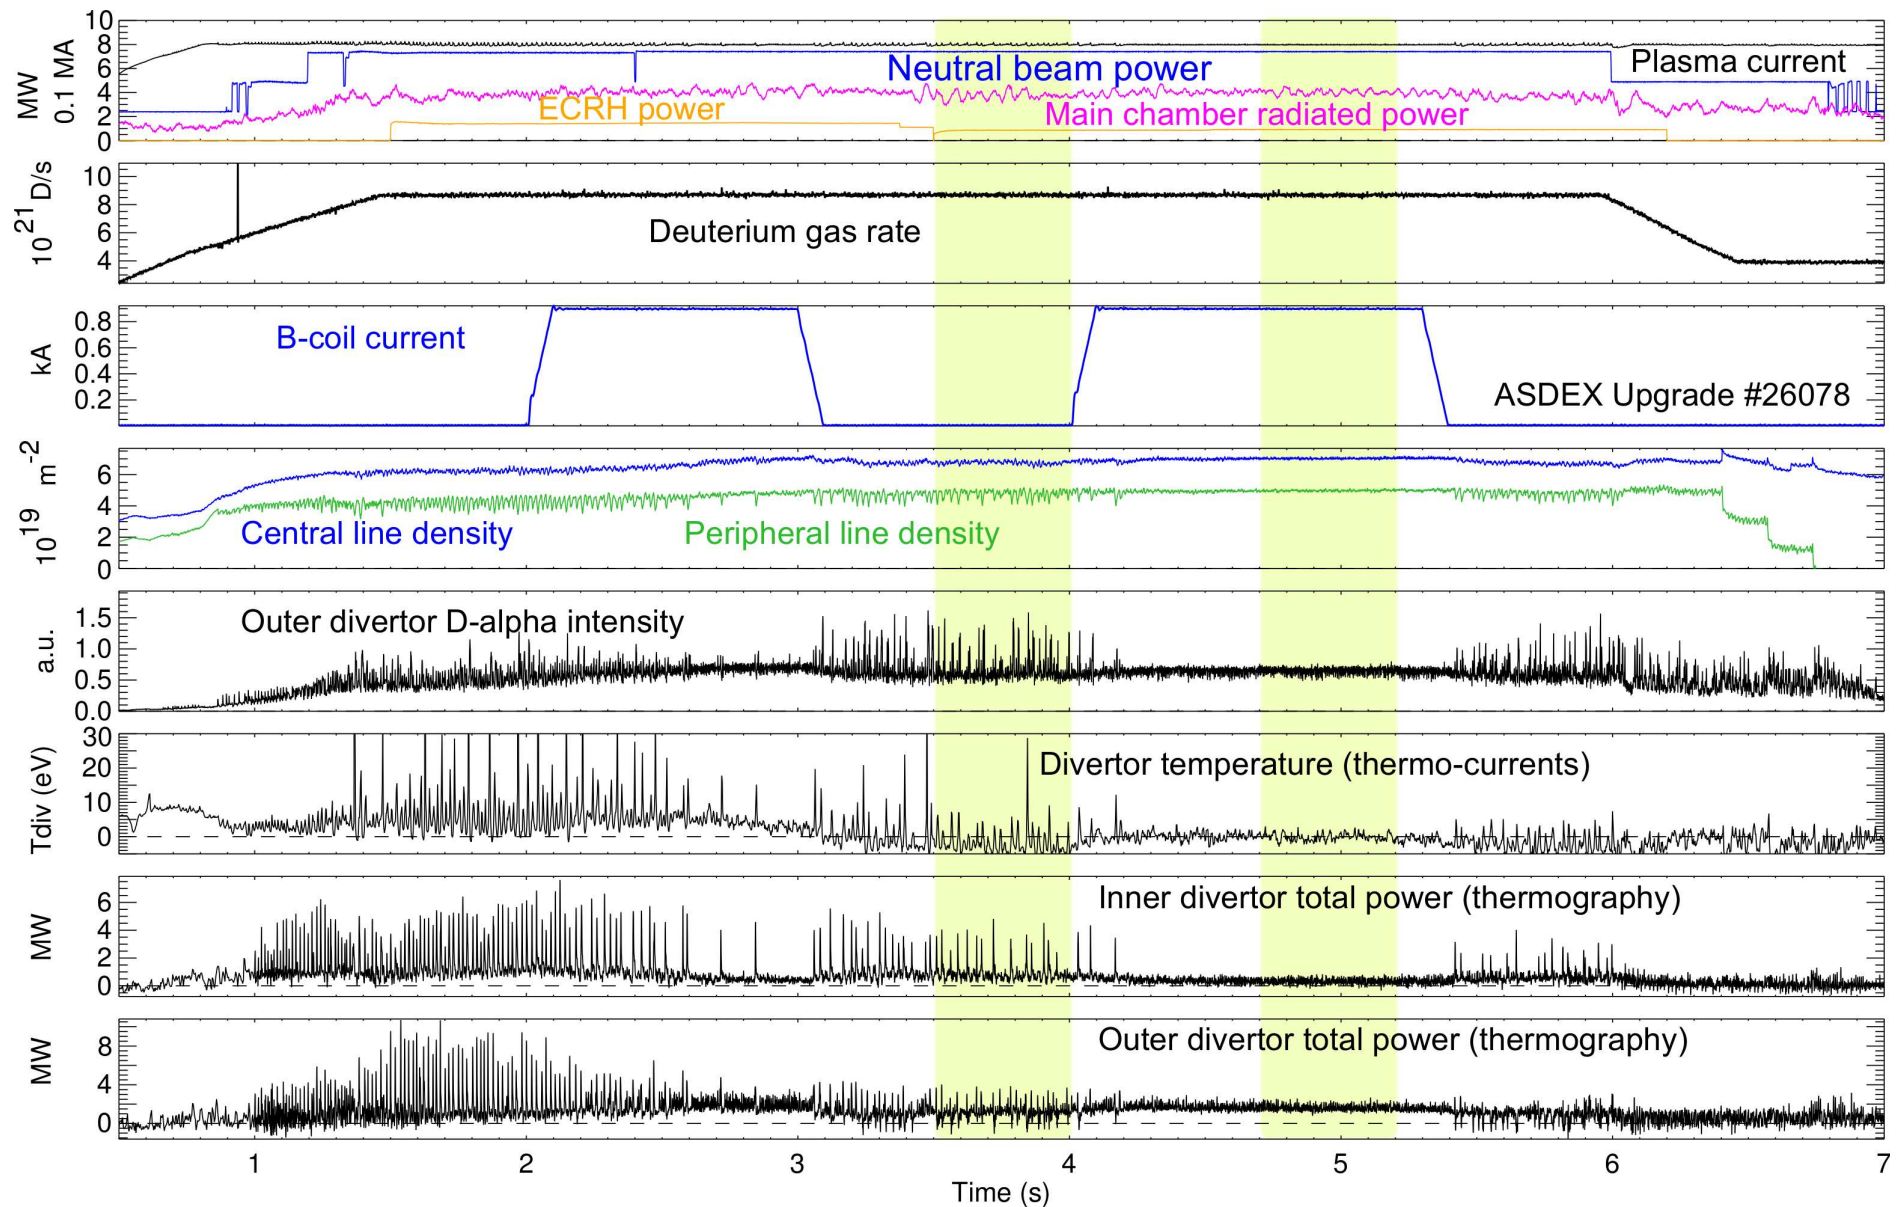 10
8
6
4
2
0
MW
0.1 MA
Neutral beam power
Plasma current
ECRH power
Main chamber radiated power
10
8
6
4
10^21 D/s
Deuterium gas rate
0.8
0.6
0.4
0.2
kA
B-coil current
ASDEX Upgrade #26078
6
4
2
0
10^19 m^-2
Central line density
Peripheral line density
1.5
1.0
0.5
0.0
a.u.
Outer divertor D-alpha intensity
30
20
10
0
Tdiv (eV)
Divertor temperature (thermo-currents)
6
4
2
0
MW
Inner divertor total power (thermography)
8
4
0
MW
Outer divertor total power (thermography)
1 2 3 4 5 6 7
Time (s)